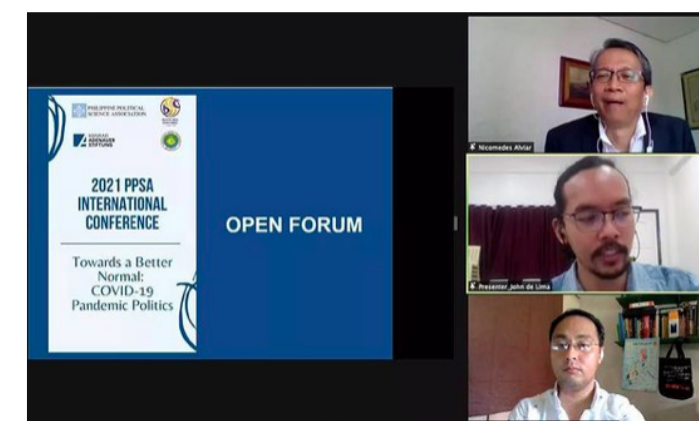 PHILIPPINE POLITICAL
SCIENCE ASSOCIATION
KONRAD
ADENAUER
STIFTUNG
2021 PPSA
INTERNATIONAL
CONFERENCE
Towards a Better
Normal:
COVID-19
Pandemic Politics
OPEN FORUM
Nicomedes Alviar
Presenter_John de Lima